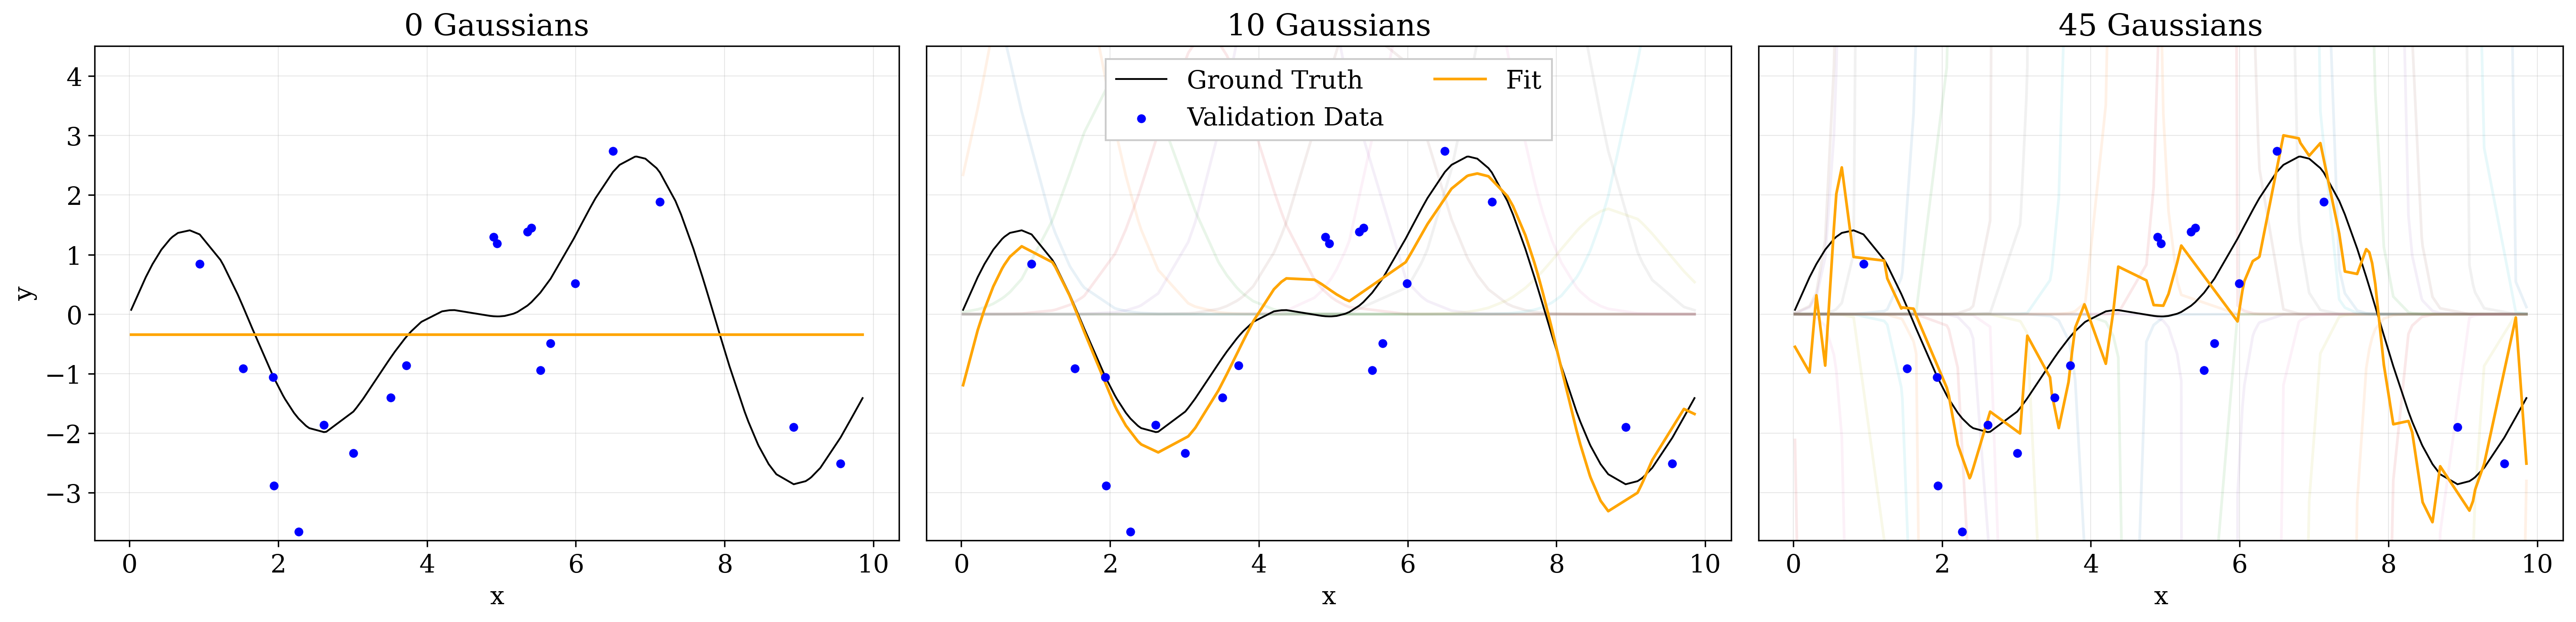 0 Gaussians
10 Gaussians
45 Gaussians
Ground Truth
Validation Data
Fit
y
4
3
2
1
0
−1
−2
−3
0 2 4 6 8 10
0 2 4 6 8 10
0 2 4 6 8 10
x
x
x